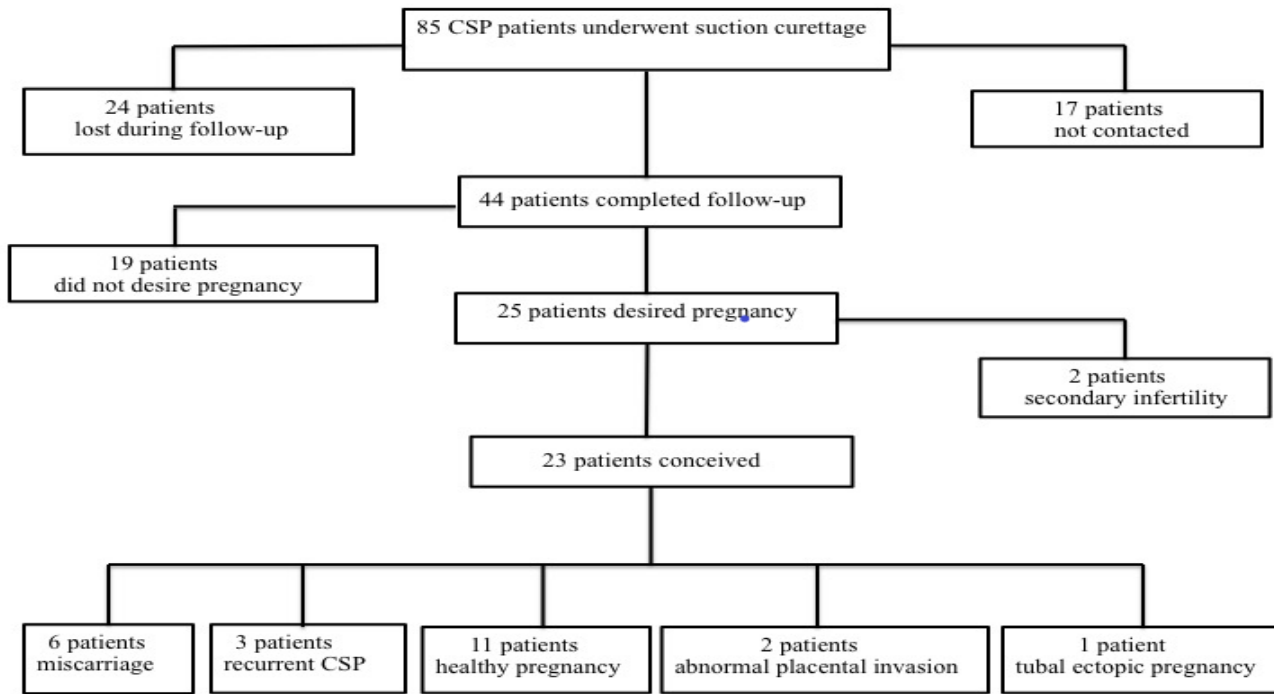 85 CSP patients underwent suction curettage
24 patients
lost during follow-up
17 patients
not contacted
44 patients completed follow-up
19 patients
did not desire pregnancy
25 patients desired pregnancy
2 patients
secondary infertility
23 patients conceived
6 patients
miscarriage
3 patients
recurrent CSP
11 patients
healthy pregnancy
2 patients
abnormal placental invasion
1 patient
tubal ectopic pregnancy